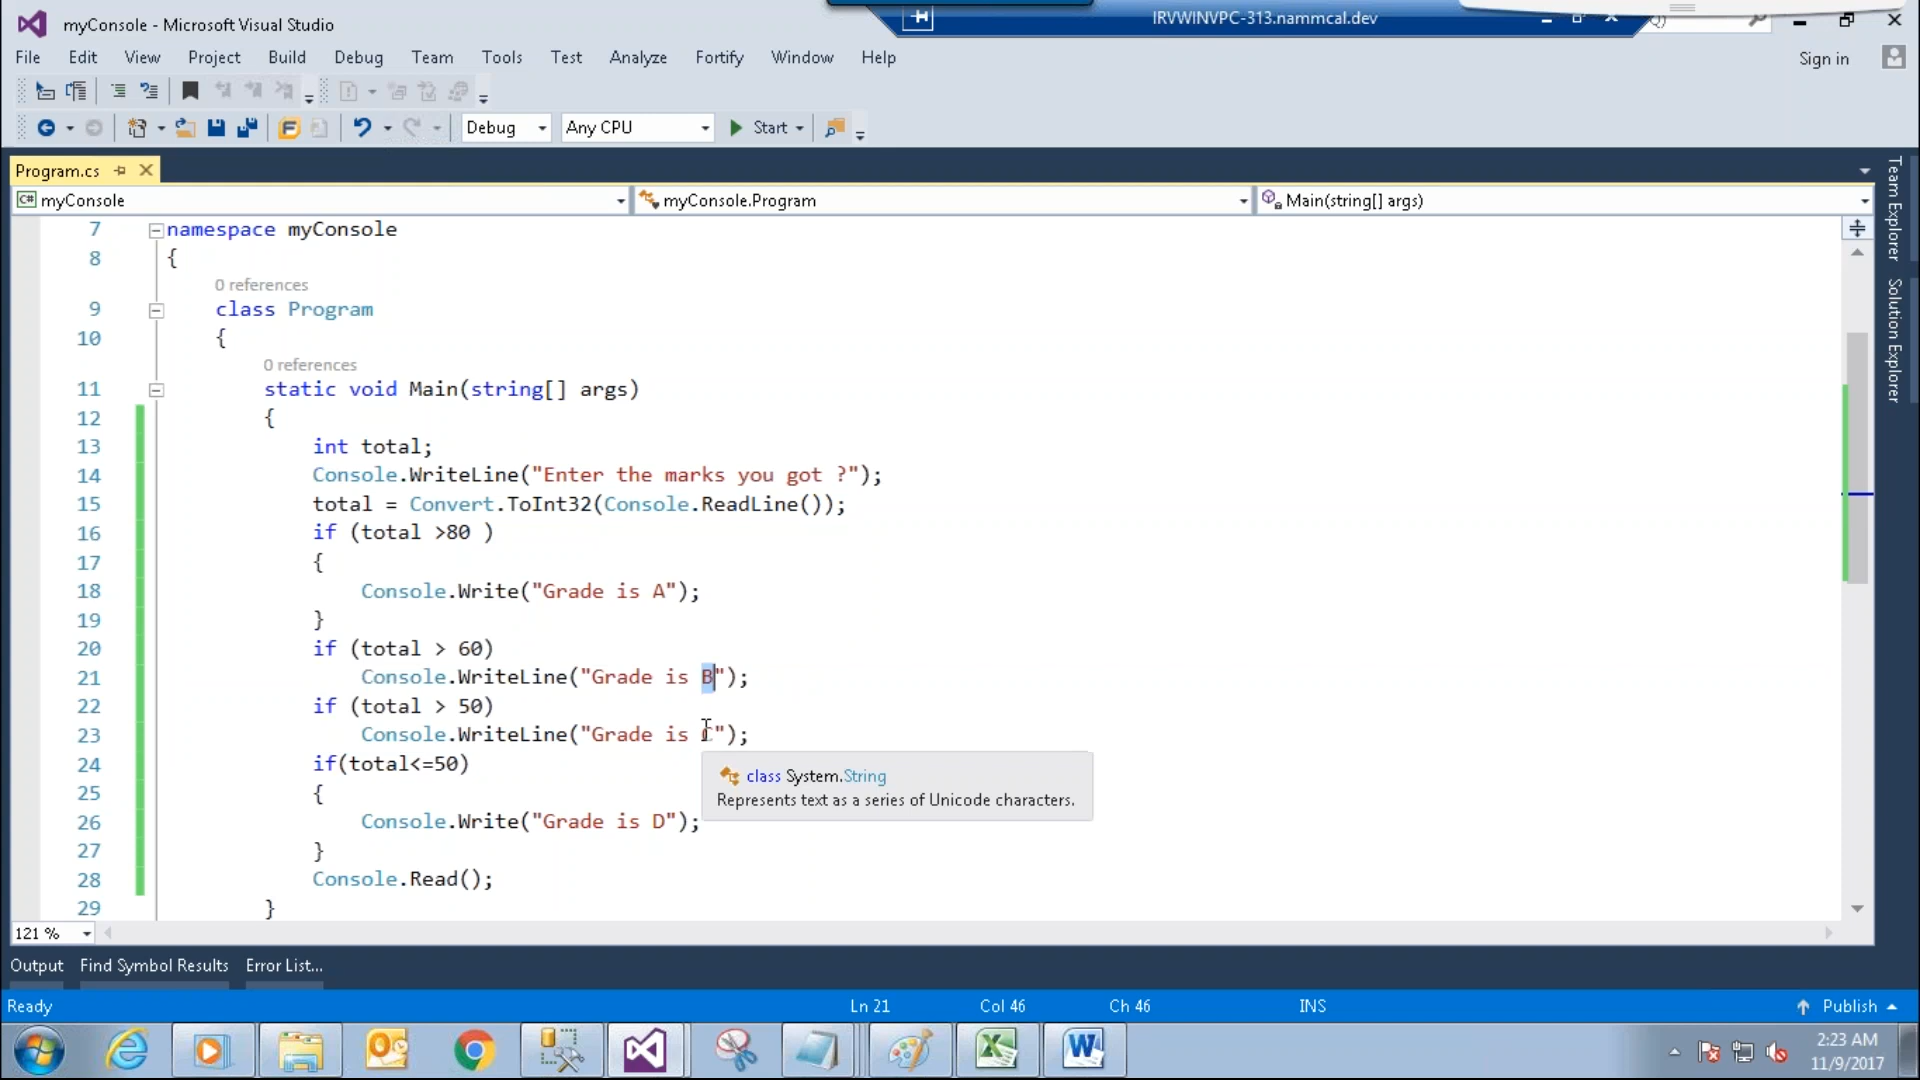 myConsole - Microsoft Visual Studio
IRVWINVPC-313.nammcal.dev
File Edit View Project Build Debug Team Tools Test Analyze Fortify Window Help
Sign in
Debug Any CPU Start
Program.cs
C# myConsole myConsole.Program Main(string[] args)
7 namespace myConsole
8 {
0 references
9 class Program
10 {
0 references
11 static void Main(string[] args)
12 {
13 int total;
14 Console.WriteLine("Enter the marks you got ?");
15 total = Convert.ToInt32(Console.ReadLine());
16 if (total >80 )
17 {
18 Console.Write("Grade is A");
19 }
20 if (total > 60)
21 Console.WriteLine("Grade is B");
22 if (total > 50)
23 Console.WriteLine("Grade is C");
24 if(total<=50)
25 {
26 Console.Write("Grade is D");
27 }
28 Console.Read();
29 }
class System.String
Represents text as a series of Unicode characters.
Team Explorer
Solution Explorer
121 %
Output Find Symbol Results Error List...
Ready Ln 21 Col 46 Ch 46 INS Publish
2:23 AM
11/9/2017